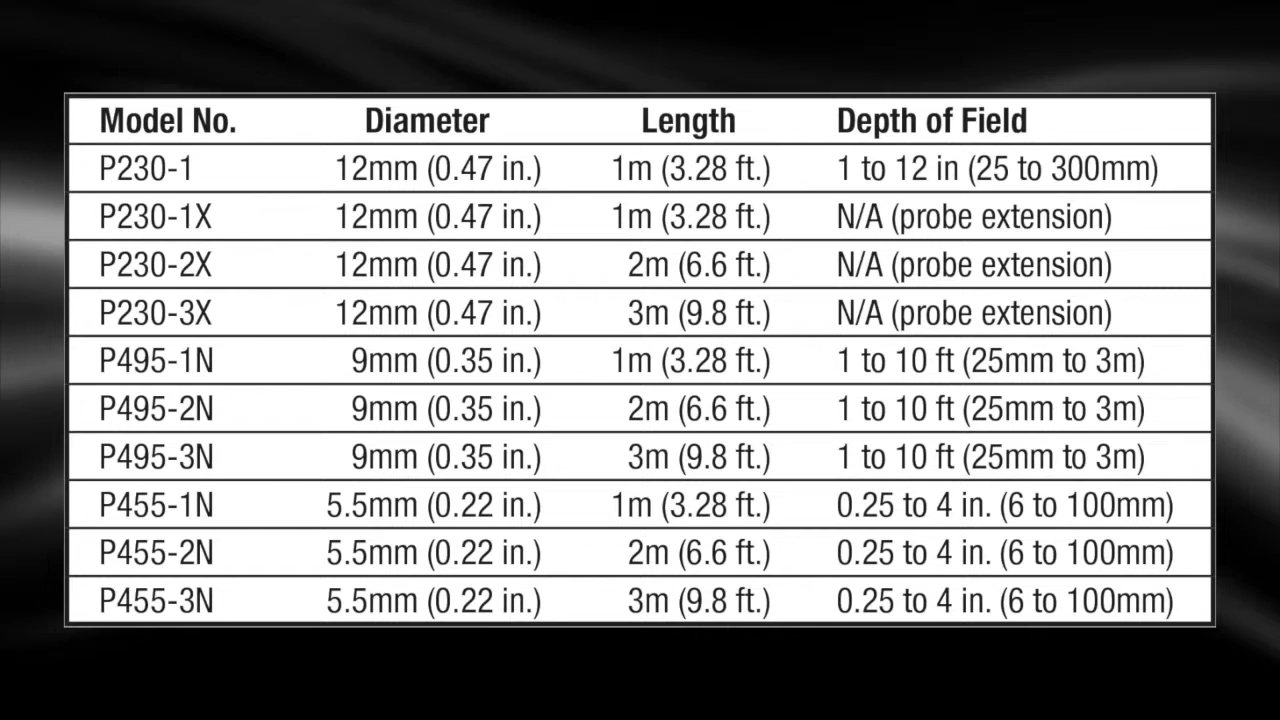 Model No. Diameter Length Depth of Field
P230-1 12mm (0.47 in.) 1m (3.28 ft.) 1 to 12 in (25 to 300mm)
P230-1X 12mm (0.47 in.) 1m (3.28 ft.) N/A (probe extension)
P230-2X 12mm (0.47 in.) 2m (6.6 ft.) N/A (probe extension)
P230-3X 12mm (0.47 in.) 3m (9.8 ft.) N/A (probe extension)
P495-1N 9mm (0.35 in.) 1m (3.28 ft.) 1 to 10 ft (25mm to 3m)
P495-2N 9mm (0.35 in.) 2m (6.6 ft.) 1 to 10 ft (25mm to 3m)
P495-3N 9mm (0.35 in.) 3m (9.8 ft.) 1 to 10 ft (25mm to 3m)
P455-1N 5.5mm (0.22 in.) 1m (3.28 ft.) 0.25 to 4 in. (6 to 100mm)
P455-2N 5.5mm (0.22 in.) 2m (6.6 ft.) 0.25 to 4 in. (6 to 100mm)
P455-3N 5.5mm (0.22 in.) 3m (9.8 ft.) 0.25 to 4 in. (6 to 100mm)